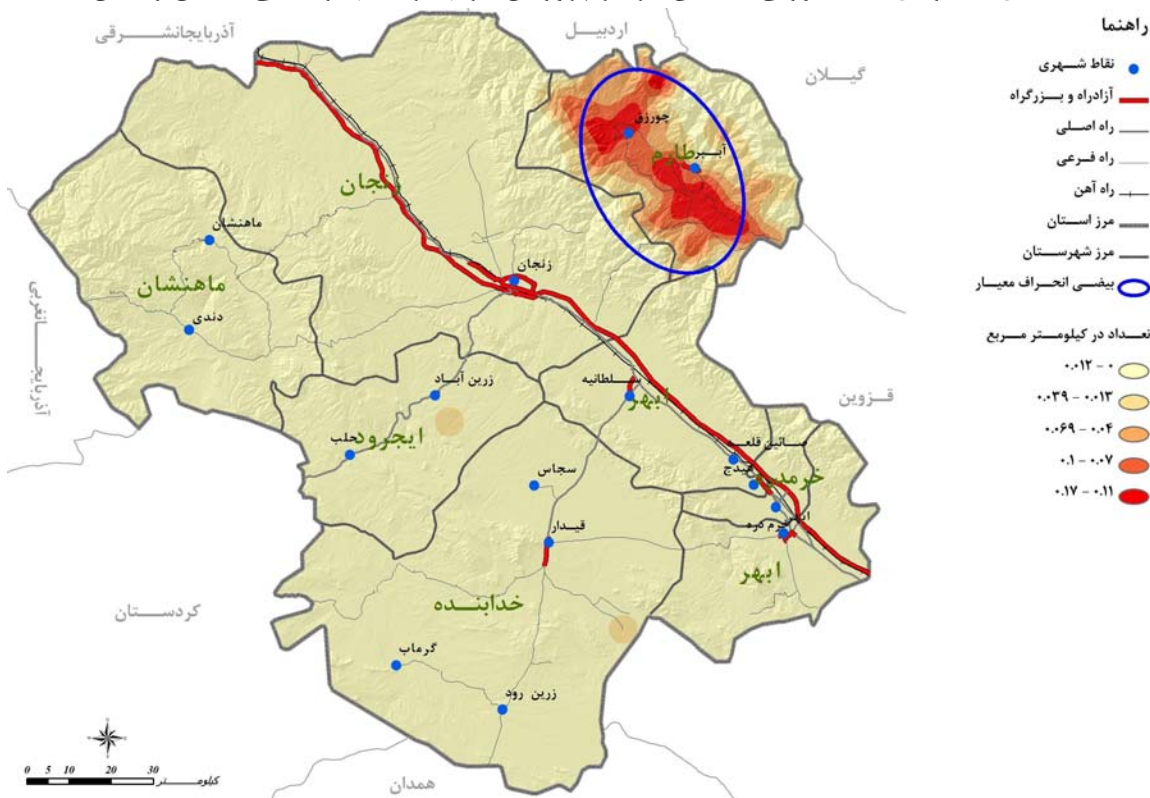 راهنما
نقاط شهری
آزادراه و بزرگراه
راه اصلی
راه فرعی
راه آهن
مرز استان
مرز شهرستان
بیضی انحراف معیار
تعداد در کیلومتر مربع
۰.۰۱۲ - ۰
۰.۰۳۹ - ۰.۰۱۳
۰.۰۶۹ - ۰.۰۴
۰.۱ - ۰.۰۷
۰.۱۷ - ۰.۱۱
آذربایجانشرقی
اردبیل
گیلان
چورزق
آببر
طارم
زنجان
ماهنشان
زنجان
ماهنشان
دندی
آذربایجانغربی
قزوین
زرین آباد
سلطانیه
ابهر
ایجرود
حلب
صائین قلعه
هیدج
خرمدره
سجاس
ابهر
خرم دره
قیدار
ابهر
خدابنده
کردستان
گرماب
زرین رود
همدان
0 5 10 20 30
کیلومتر